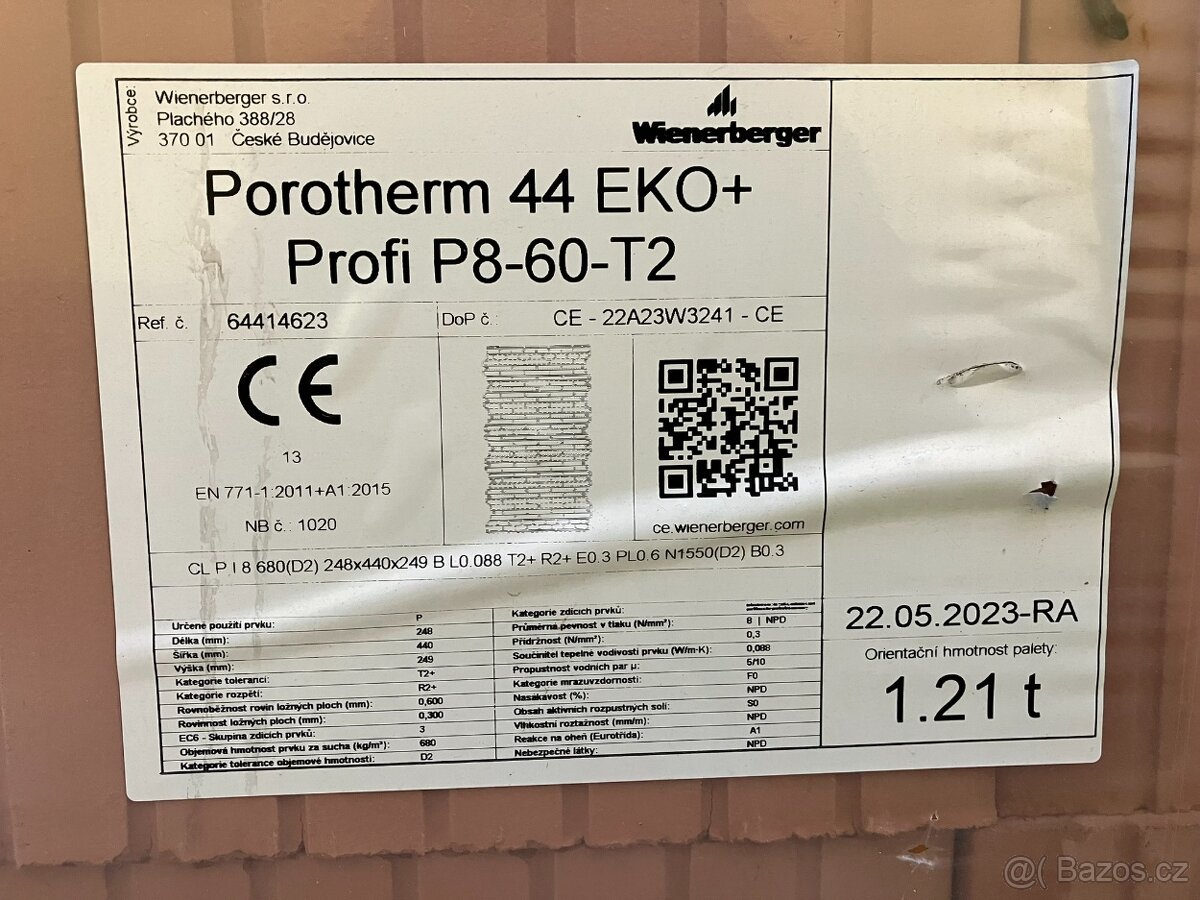 Výrobce:
Wienerberger s.r.o.
Plachého 388/28
370 01 České Budějovice
Wienerberger
Porotherm 44 EKO+
Profi P8-60-T2
Ref. č. 64414623
DoP č.: CE - 22A23W3241 - CE
CE
13
EN 771-1:2011+A1:2015
NB č.: 1020
ce.wienerberger.com
CL P I 8 680(D2) 248x440x249 B L0.088 T2+ R2+ E0.3 PL0.6 N1550(D2) B0.3
Určené použití prvku: P
Délka (mm): 248
Šířka (mm): 440
Výška (mm): 249
Kategorie tolerancí: T2+
Kategorie rozpětí: R2+
Rovnoběžnost rovin ložných ploch (mm): 0,600
Rovinnost ložných ploch (mm): 0,300
EC6 - Skupina zdících prvků: 3
Objemová hmotnost prvku za sucha (kg/m³): 680
Kategorie tolerance objemové hmotnosti: D2
Kategorie zdících prvků:
Průměrná pevnost v tlaku (N/mm²): 8 | NPD
Přídržnost (N/mm²): 0,3
Součinitel tepelné vodivosti prvku (W/m·K): 0,088
Propustnost vodních par µ: 5/10
Kategorie mrazuvzdornosti: F0
Nasákavost (%): NPD
Obsah aktivních rozpustných solí: S0
Vlhkostní roztažnost (mm/m): NPD
Reakce na oheň (Eurotřída): A1
Nebezpečné látky: NPD
22.05.2023-RA
Orientační hmotnost palety:
1.21 t
@( Bazos.cz